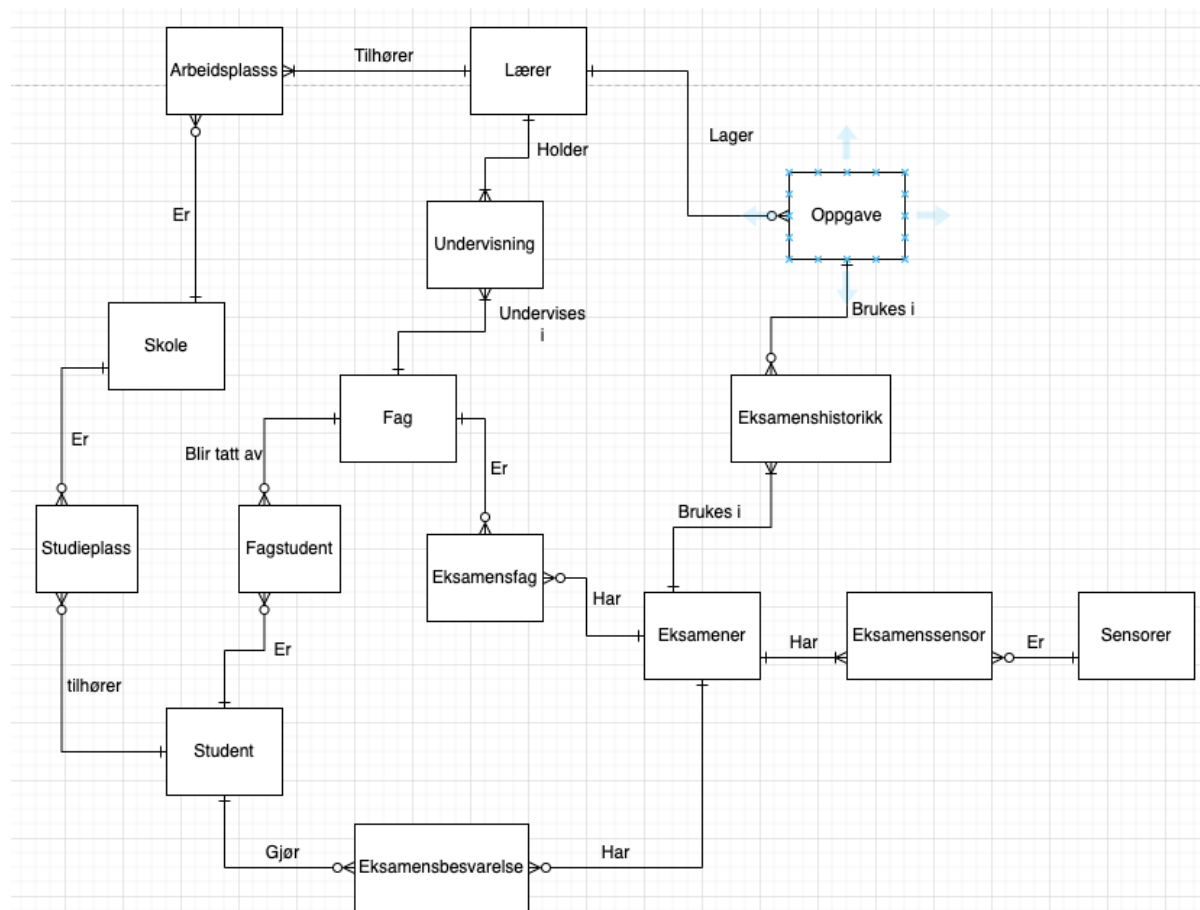 Tilhører
Arbeidsplasss
Lærer
Lager
Holder
Er
Oppgave
Undervisning
Undervises
i
Brukes i
Skole
Fag
Eksamenshistorikk
Er
Blir tatt av
Er
Brukes i
Studieplass
Fagstudent
Eksamensfag
Har
Eksamener
Har
Eksamenssensor
Er
Sensorer
Er
tilhører
Student
Gjør
Eksamensbesvarelse
Har